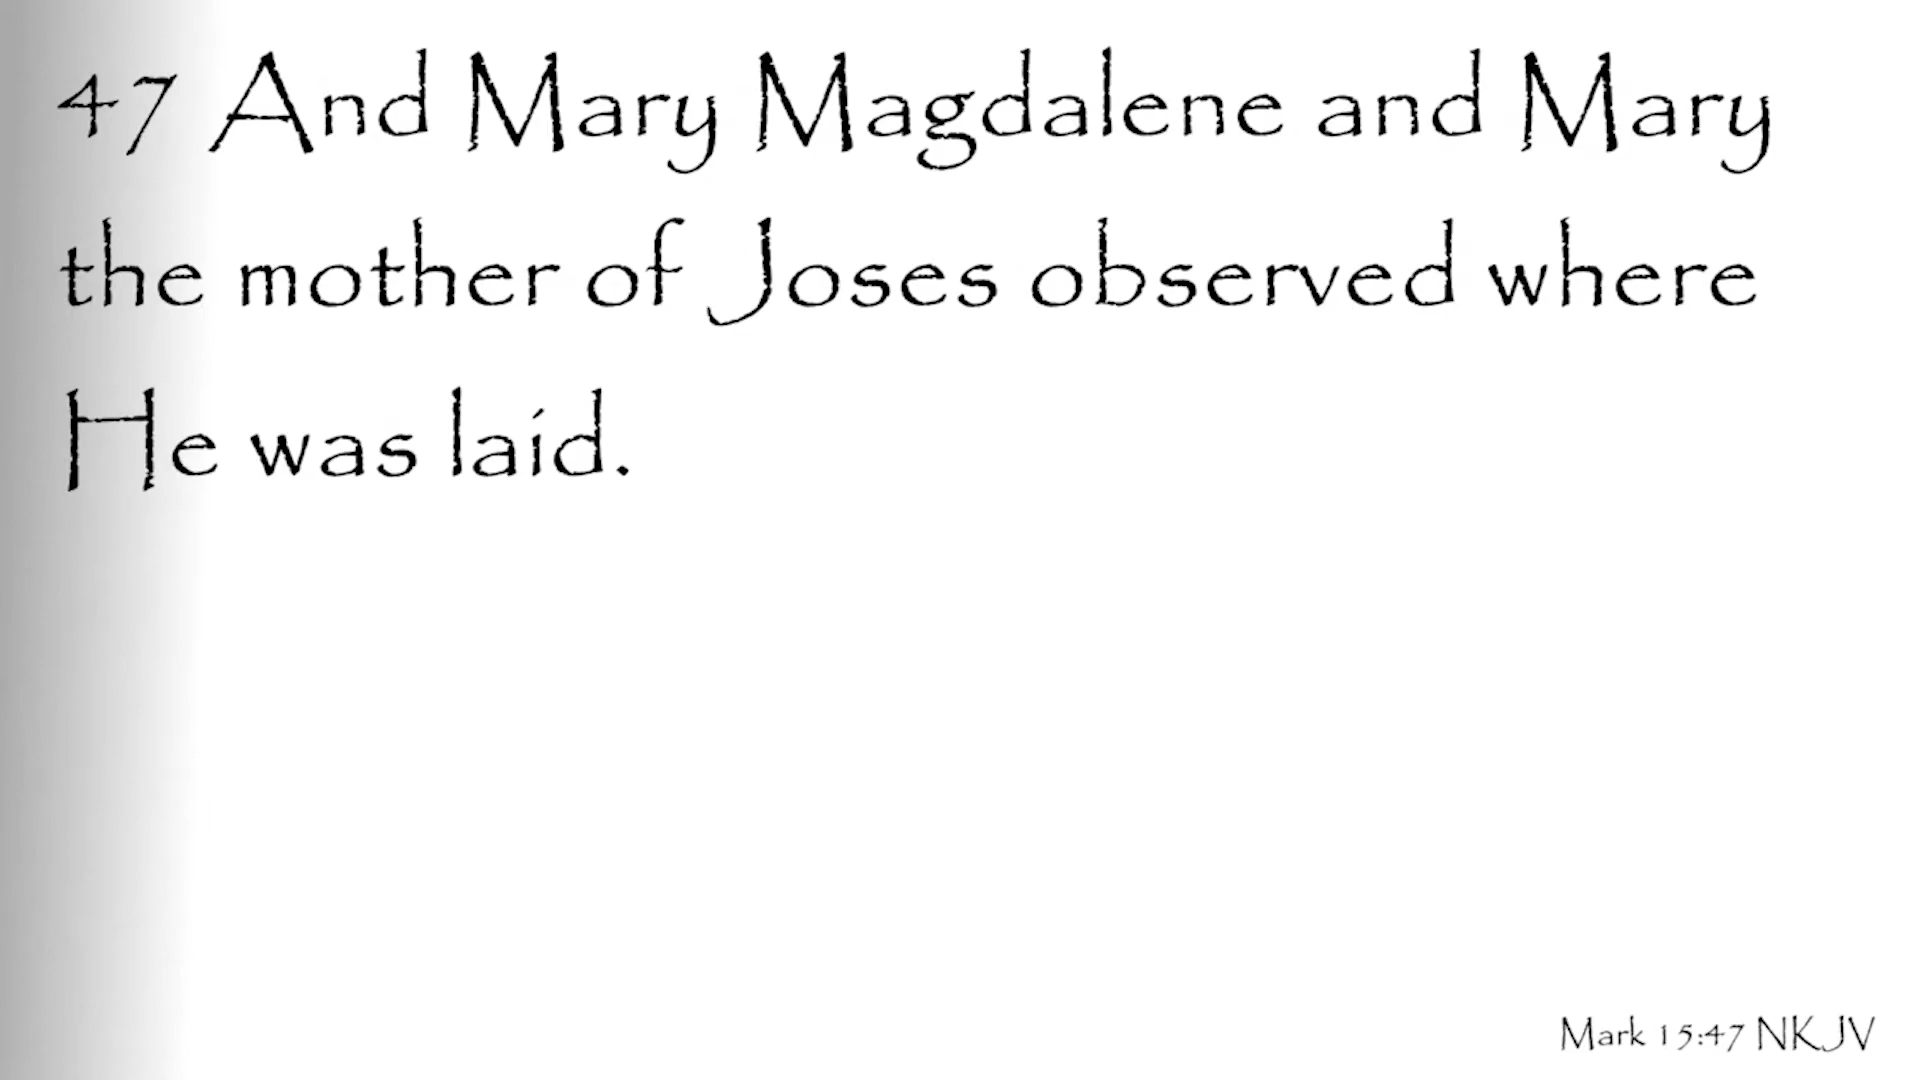 47 And Mary Magdalene and Mary
the mother of Joses observed where
He was laid.
Mark 15:47 NKJV